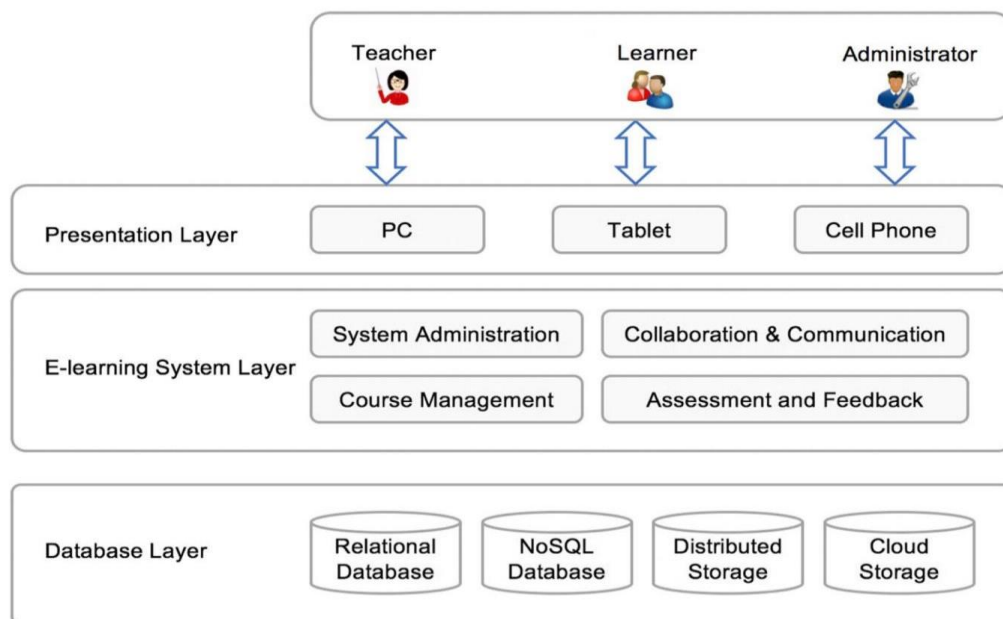 Teacher
Learner
Administrator
Presentation Layer
PC
Tablet
Cell Phone
E-learning System Layer
System Administration
Collaboration & Communication
Course Management
Assessment and Feedback
Database Layer
Relational
Database
NoSQL
Database
Distributed
Storage
Cloud
Storage